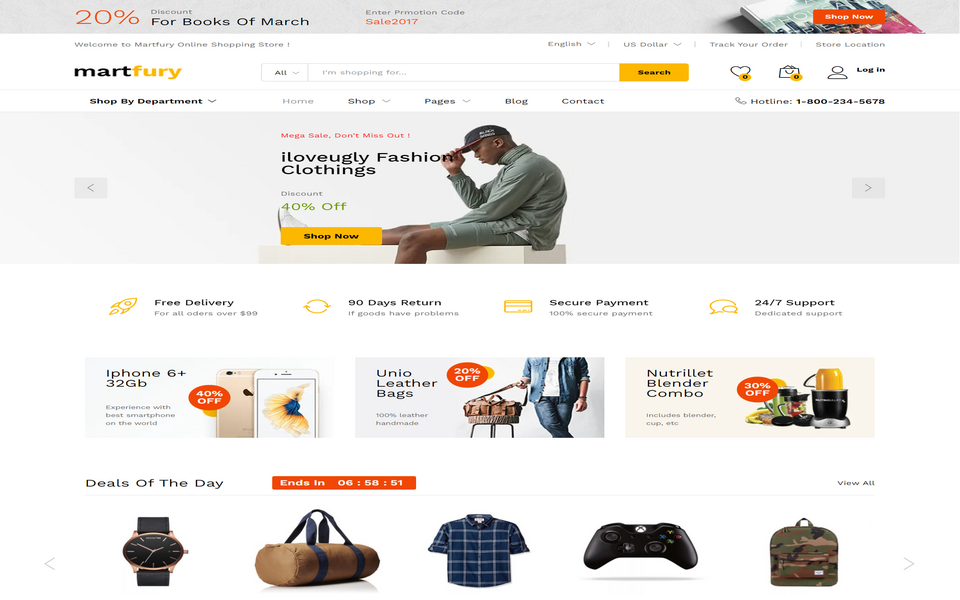 20%
Discount
For Books Of March
Enter Prmotion Code
Sale2017
Shop Now
Welcome to Martfury Online Shopping Store !
English
US Dollar
Track Your Order
Store Location
martfury
All
I'm shopping for...
Search
0
0
Log in
Shop By Department
Home
Shop
Pages
Blog
Contact
Hotline: 1-800-234-5678
Mega Sale, Don't Miss Out !
iloveugly Fashion
Clothings
Discount
40% Off
Shop Now
Free Delivery
For all oders over $99
90 Days Return
If goods have problems
Secure Payment
100% secure payment
24/7 Support
Dedicated support
Iphone 6+
32Gb
40%
OFF
Experience with
best smartphone
on the world
Unio
Leather
Bags
20%
OFF
100% leather
handmade
Nutrillet
Blender
Combo
30%
OFF
Includes blender,
cup, etc
Deals Of The Day
Ends In 06 : 58 : 51
View All